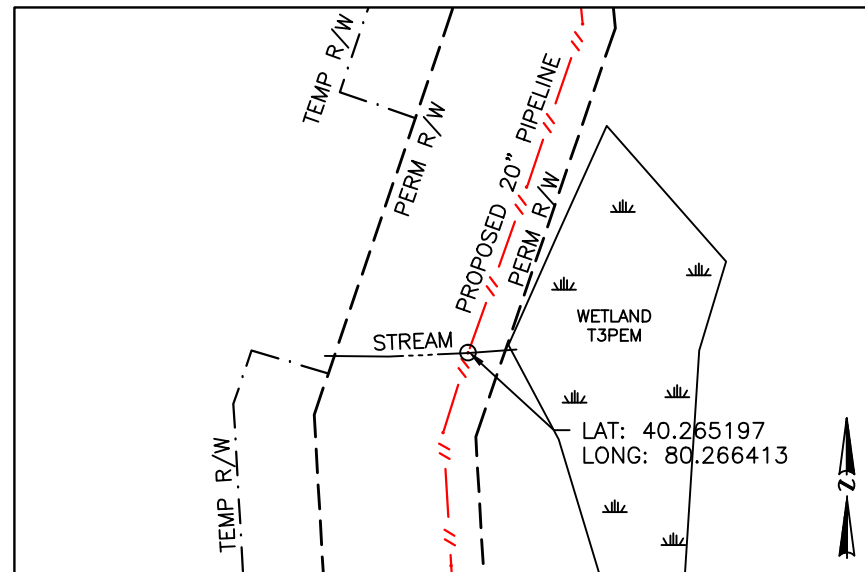 TEMP R/W
PERM R/W
PROPOSED 20" PIPELINE
PERM R/W
WETLAND
T3PEM
STREAM
LAT: 40.265197
LONG: 80.266413
TEMP R/W
N